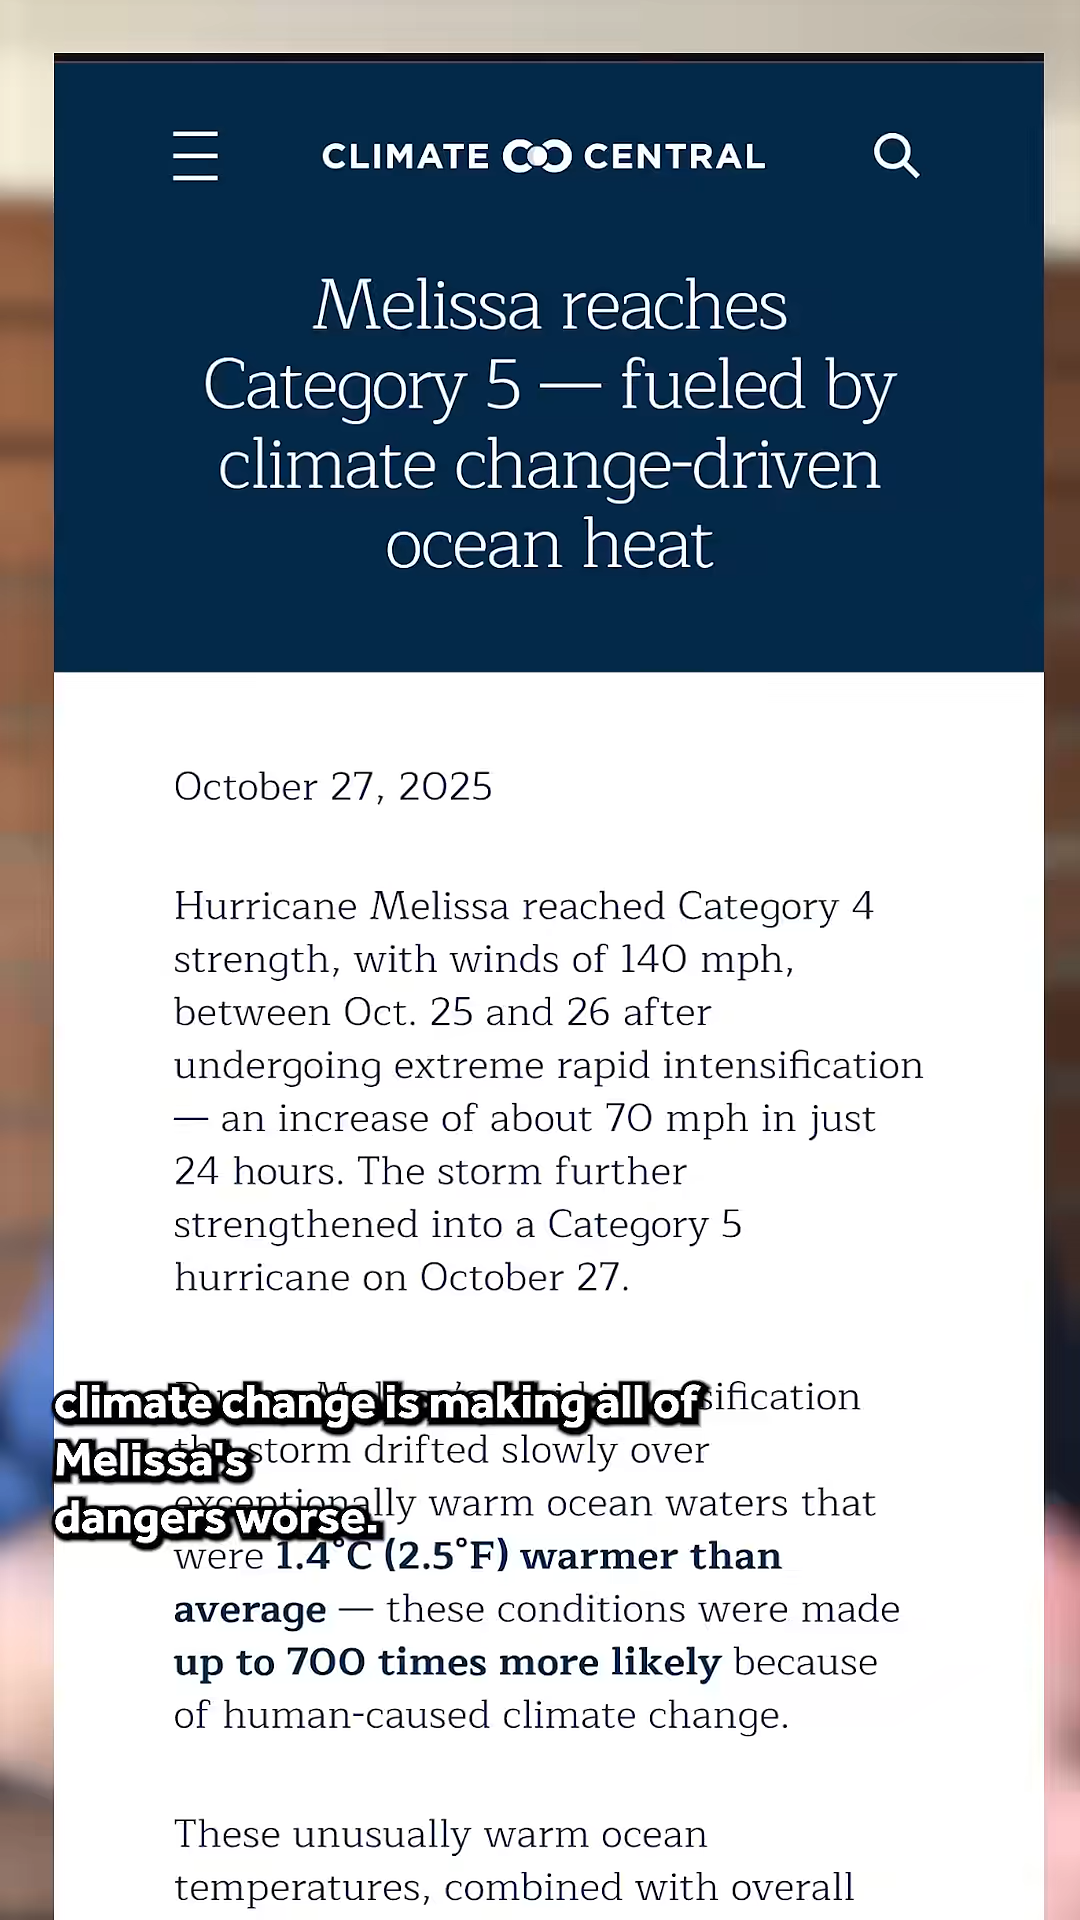 CLIMATE CENTRAL
Melissa reaches
Category 5 — fueled by
climate change-driven
ocean heat
October 27, 2025
Hurricane Melissa reached Category 4
strength, with winds of 140 mph,
between Oct. 25 and 26 after
undergoing extreme rapid intensification
— an increase of about 70 mph in just
24 hours. The storm further
strengthened into a Category 5
hurricane on October 27.
climate change is making all of
Melissa's
dangers worse.
storm drifted slowly over
exceptionally warm ocean waters that
were 1.4°C (2.5°F) warmer than
average — these conditions were made
up to 700 times more likely because
of human-caused climate change.
These unusually warm ocean
temperatures, combined with overall